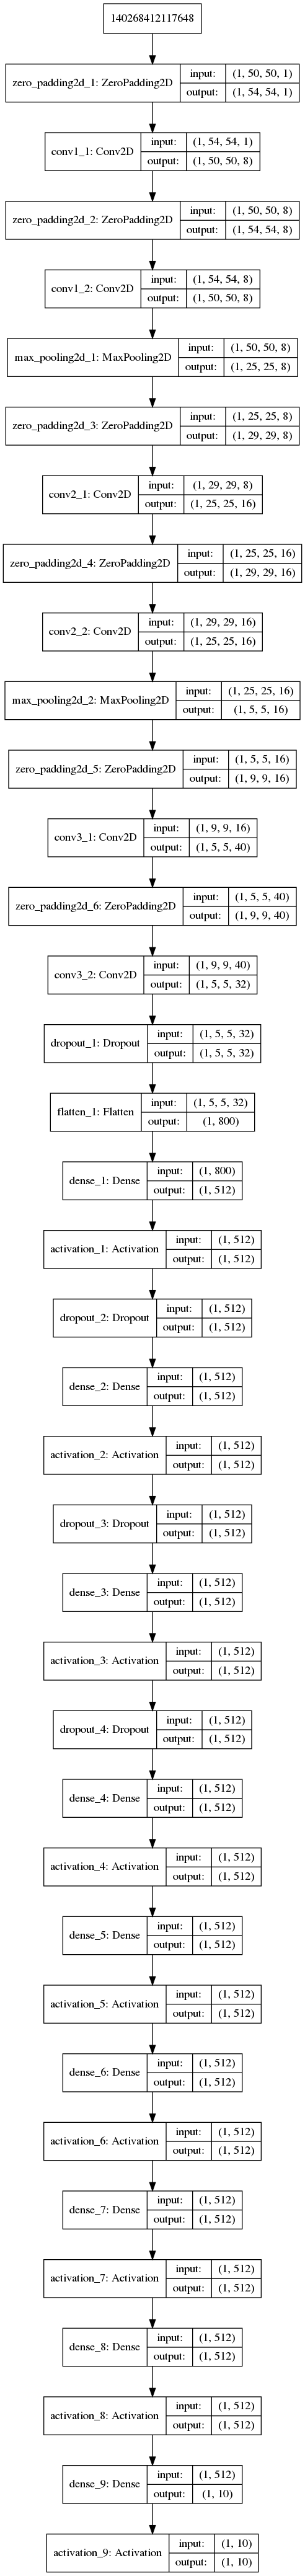 140268412117648
zero_padding2d_1: ZeroPadding2D
input: (1, 50, 50, 1)
output: (1, 54, 54, 1)
conv1_1: Conv2D
input: (1, 54, 54, 1)
output: (1, 50, 50, 8)
zero_padding2d_2: ZeroPadding2D
input: (1, 50, 50, 8)
output: (1, 54, 54, 8)
conv1_2: Conv2D
input: (1, 54, 54, 8)
output: (1, 50, 50, 8)
max_pooling2d_1: MaxPooling2D
input: (1, 50, 50, 8)
output: (1, 25, 25, 8)
zero_padding2d_3: ZeroPadding2D
input: (1, 25, 25, 8)
output: (1, 29, 29, 8)
conv2_1: Conv2D
input: (1, 29, 29, 8)
output: (1, 25, 25, 16)
zero_padding2d_4: ZeroPadding2D
input: (1, 25, 25, 16)
output: (1, 29, 29, 16)
conv2_2: Conv2D
input: (1, 29, 29, 16)
output: (1, 25, 25, 16)
max_pooling2d_2: MaxPooling2D
input: (1, 25, 25, 16)
output: (1, 5, 5, 16)
zero_padding2d_5: ZeroPadding2D
input: (1, 5, 5, 16)
output: (1, 9, 9, 16)
conv3_1: Conv2D
input: (1, 9, 9, 16)
output: (1, 5, 5, 40)
zero_padding2d_6: ZeroPadding2D
input: (1, 5, 5, 40)
output: (1, 9, 9, 40)
conv3_2: Conv2D
input: (1, 9, 9, 40)
output: (1, 5, 5, 32)
dropout_1: Dropout
input: (1, 5, 5, 32)
output: (1, 5, 5, 32)
flatten_1: Flatten
input: (1, 5, 5, 32)
output: (1, 800)
dense_1: Dense
input: (1, 800)
output: (1, 512)
activation_1: Activation
input: (1, 512)
output: (1, 512)
dropout_2: Dropout
input: (1, 512)
output: (1, 512)
dense_2: Dense
input: (1, 512)
output: (1, 512)
activation_2: Activation
input: (1, 512)
output: (1, 512)
dropout_3: Dropout
input: (1, 512)
output: (1, 512)
dense_3: Dense
input: (1, 512)
output: (1, 512)
activation_3: Activation
input: (1, 512)
output: (1, 512)
dropout_4: Dropout
input: (1, 512)
output: (1, 512)
dense_4: Dense
input: (1, 512)
output: (1, 512)
activation_4: Activation
input: (1, 512)
output: (1, 512)
dense_5: Dense
input: (1, 512)
output: (1, 512)
activation_5: Activation
input: (1, 512)
output: (1, 512)
dense_6: Dense
input: (1, 512)
output: (1, 512)
activation_6: Activation
input: (1, 512)
output: (1, 512)
dense_7: Dense
input: (1, 512)
output: (1, 512)
activation_7: Activation
input: (1, 512)
output: (1, 512)
dense_8: Dense
input: (1, 512)
output: (1, 512)
activation_8: Activation
input: (1, 512)
output: (1, 512)
dense_9: Dense
input: (1, 512)
output: (1, 10)
activation_9: Activation
input: (1, 10)
output: (1, 10)